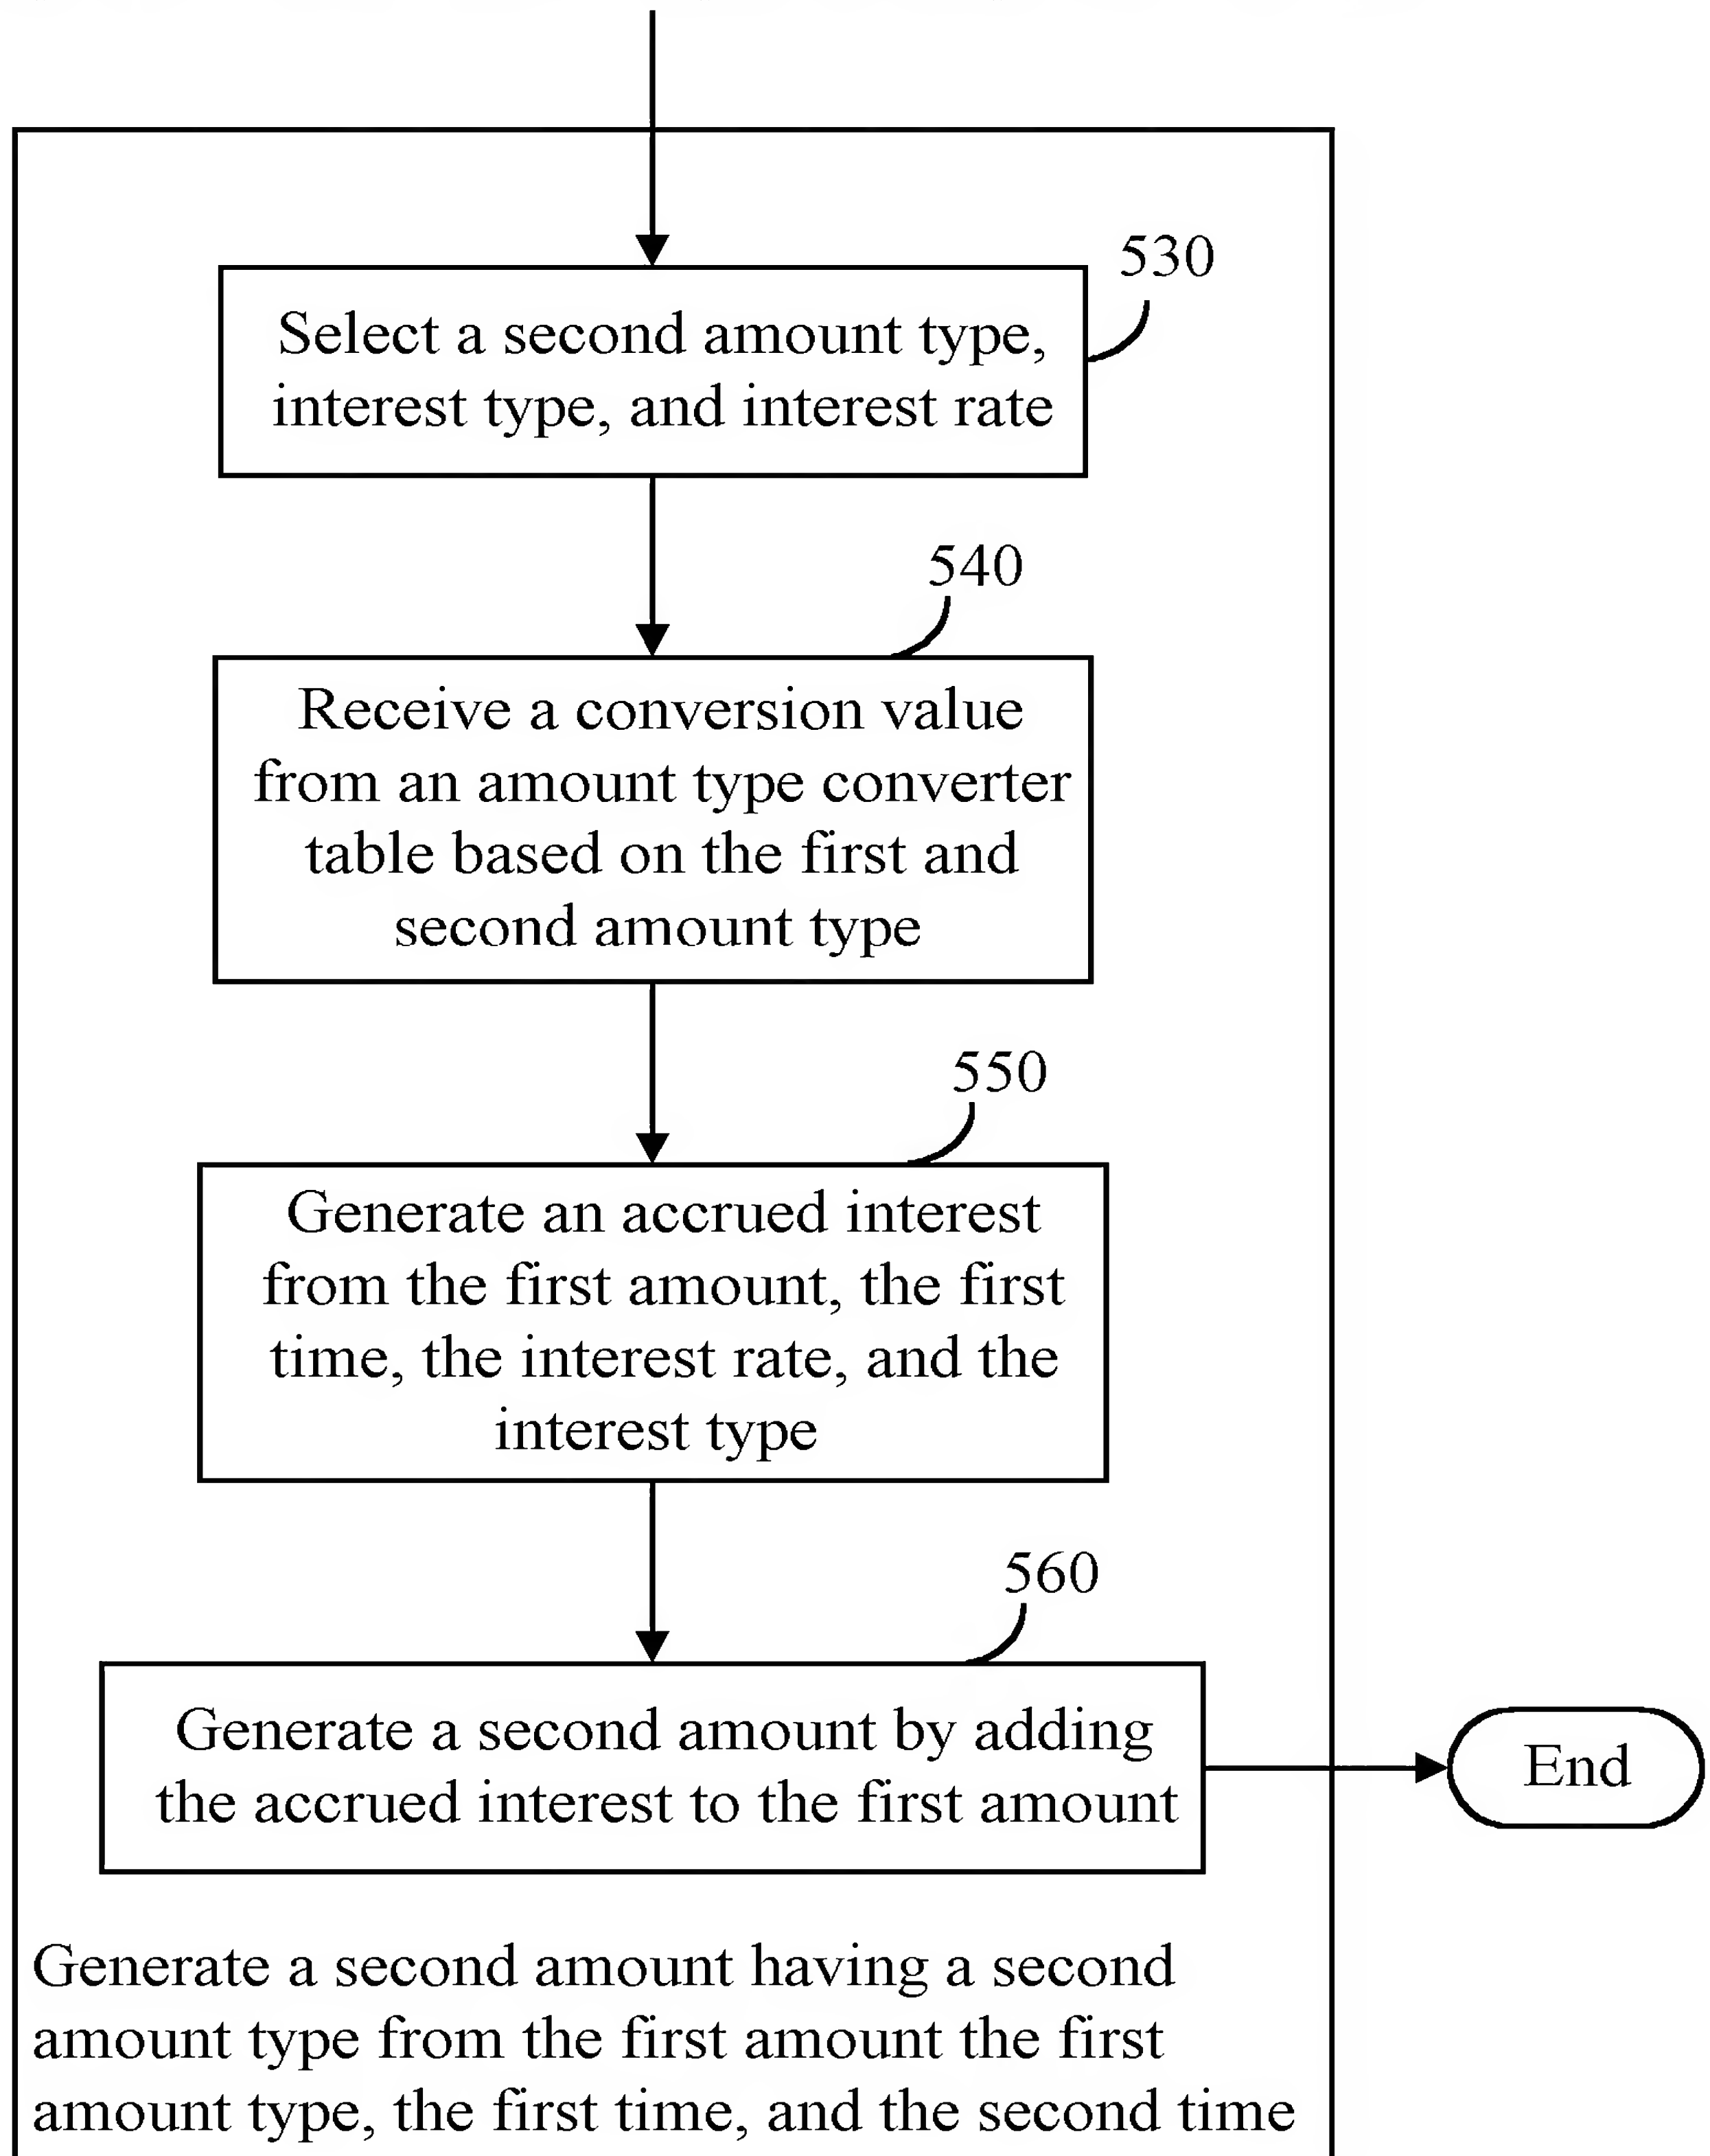 530
Select a second amount type,
interest type, and interest rate
540
Receive a conversion value
from an amount type converter
table based on the first and
second amount type
550
Generate an accrued interest
from the first amount, the first
time, the interest rate, and the
interest type
560
Generate a second amount by adding
the accrued interest to the first amount
End
Generate a second amount having a second
amount type from the first amount the first
amount type, the first time, and the second time